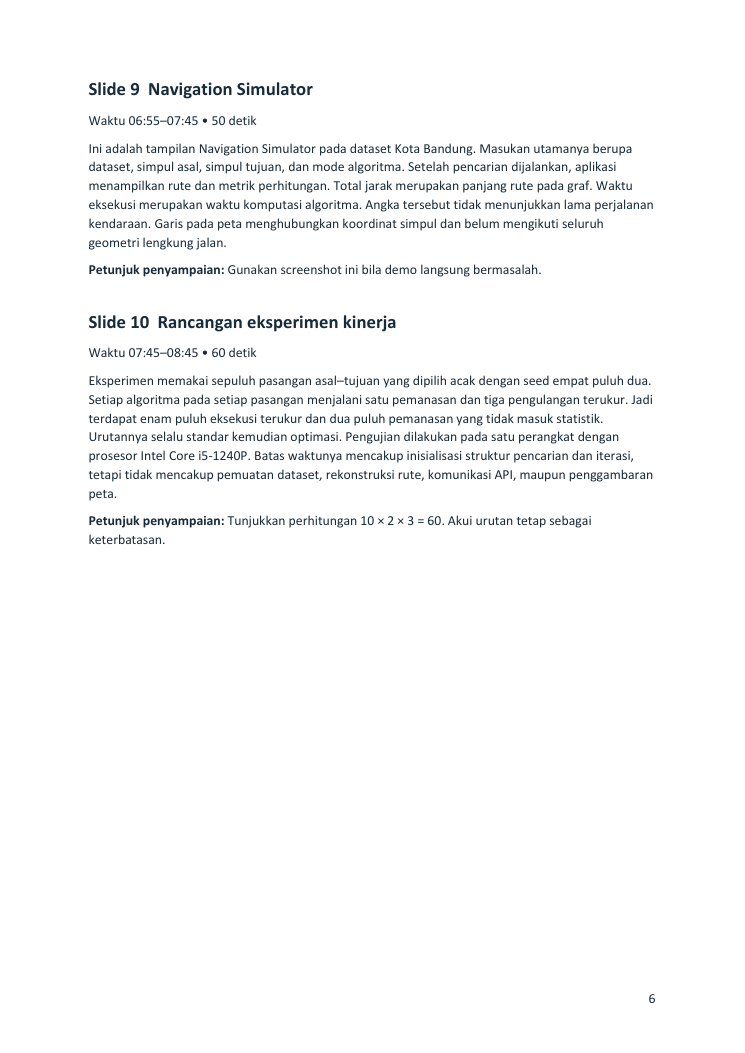 Slide 9  Navigation Simulator
Waktu 06:55–07:45 • 50 detik
Ini adalah tampilan Navigation Simulator pada dataset Kota Bandung. Masukan utamanya berupa
dataset, simpul asal, simpul tujuan, dan mode algoritma. Setelah pencarian dijalankan, aplikasi
menampilkan rute dan metrik perhitungan. Total jarak merupakan panjang rute pada graf. Waktu
eksekusi merupakan waktu komputasi algoritma. Angka tersebut tidak menunjukkan lama perjalanan
kendaraan. Garis pada peta menghubungkan koordinat simpul dan belum mengikuti seluruh
geometri lengkung jalan.
Petunjuk penyampaian: Gunakan screenshot ini bila demo langsung bermasalah.
Slide 10  Rancangan eksperimen kinerja
Waktu 07:45–08:45 • 60 detik
Eksperimen memakai sepuluh pasangan asal–tujuan yang dipilih acak dengan seed empat puluh dua.
Setiap algoritma pada setiap pasangan menjalani satu pemanasan dan tiga pengulangan terukur. Jadi
terdapat enam puluh eksekusi terukur dan dua puluh pemanasan yang tidak masuk statistik.
Urutannya selalu standar kemudian optimasi. Pengujian dilakukan pada satu perangkat dengan
prosesor Intel Core i5-1240P. Batas waktunya mencakup inisialisasi struktur pencarian dan iterasi,
tetapi tidak mencakup pemuatan dataset, rekonstruksi rute, komunikasi API, maupun penggambaran
peta.
Petunjuk penyampaian: Tunjukkan perhitungan 10 × 2 × 3 = 60. Akui urutan tetap sebagai
keterbatasan.
6